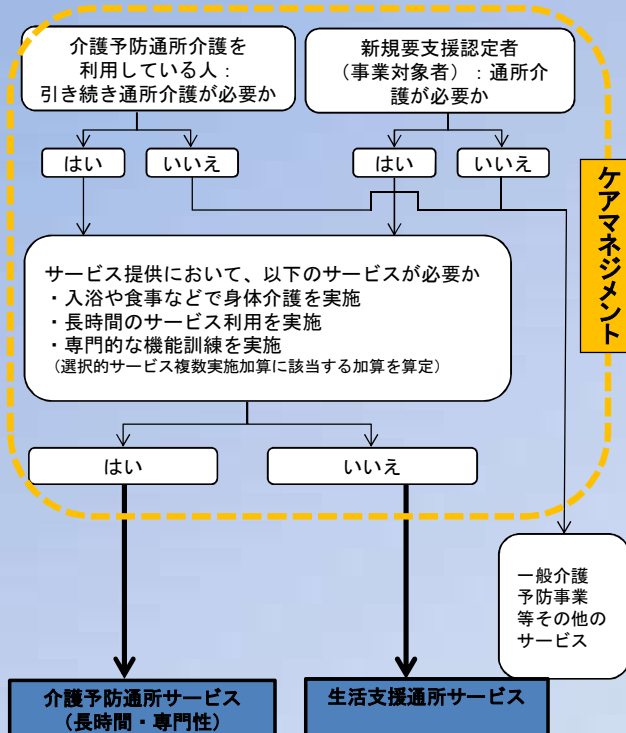 介護予防通所介護を
利用している人：
引き続き通所介護が必要か
新規要支援認定者
（事業対象者）：通所介
護が必要か
はい
いいえ
はい
いいえ
ケアマネジメント
サービス提供において、以下のサービスが必要か
・入浴や食事などで身体介護を実施
・長時間のサービス利用を実施
・専門的な機能訓練を実施
（選択的サービス複数実施加算に該当する加算を算定）
はい
いいえ
一般介護
予防事業
等その他の
サービス
介護予防通所サービス
（長時間・専門性）
生活支援通所サービス